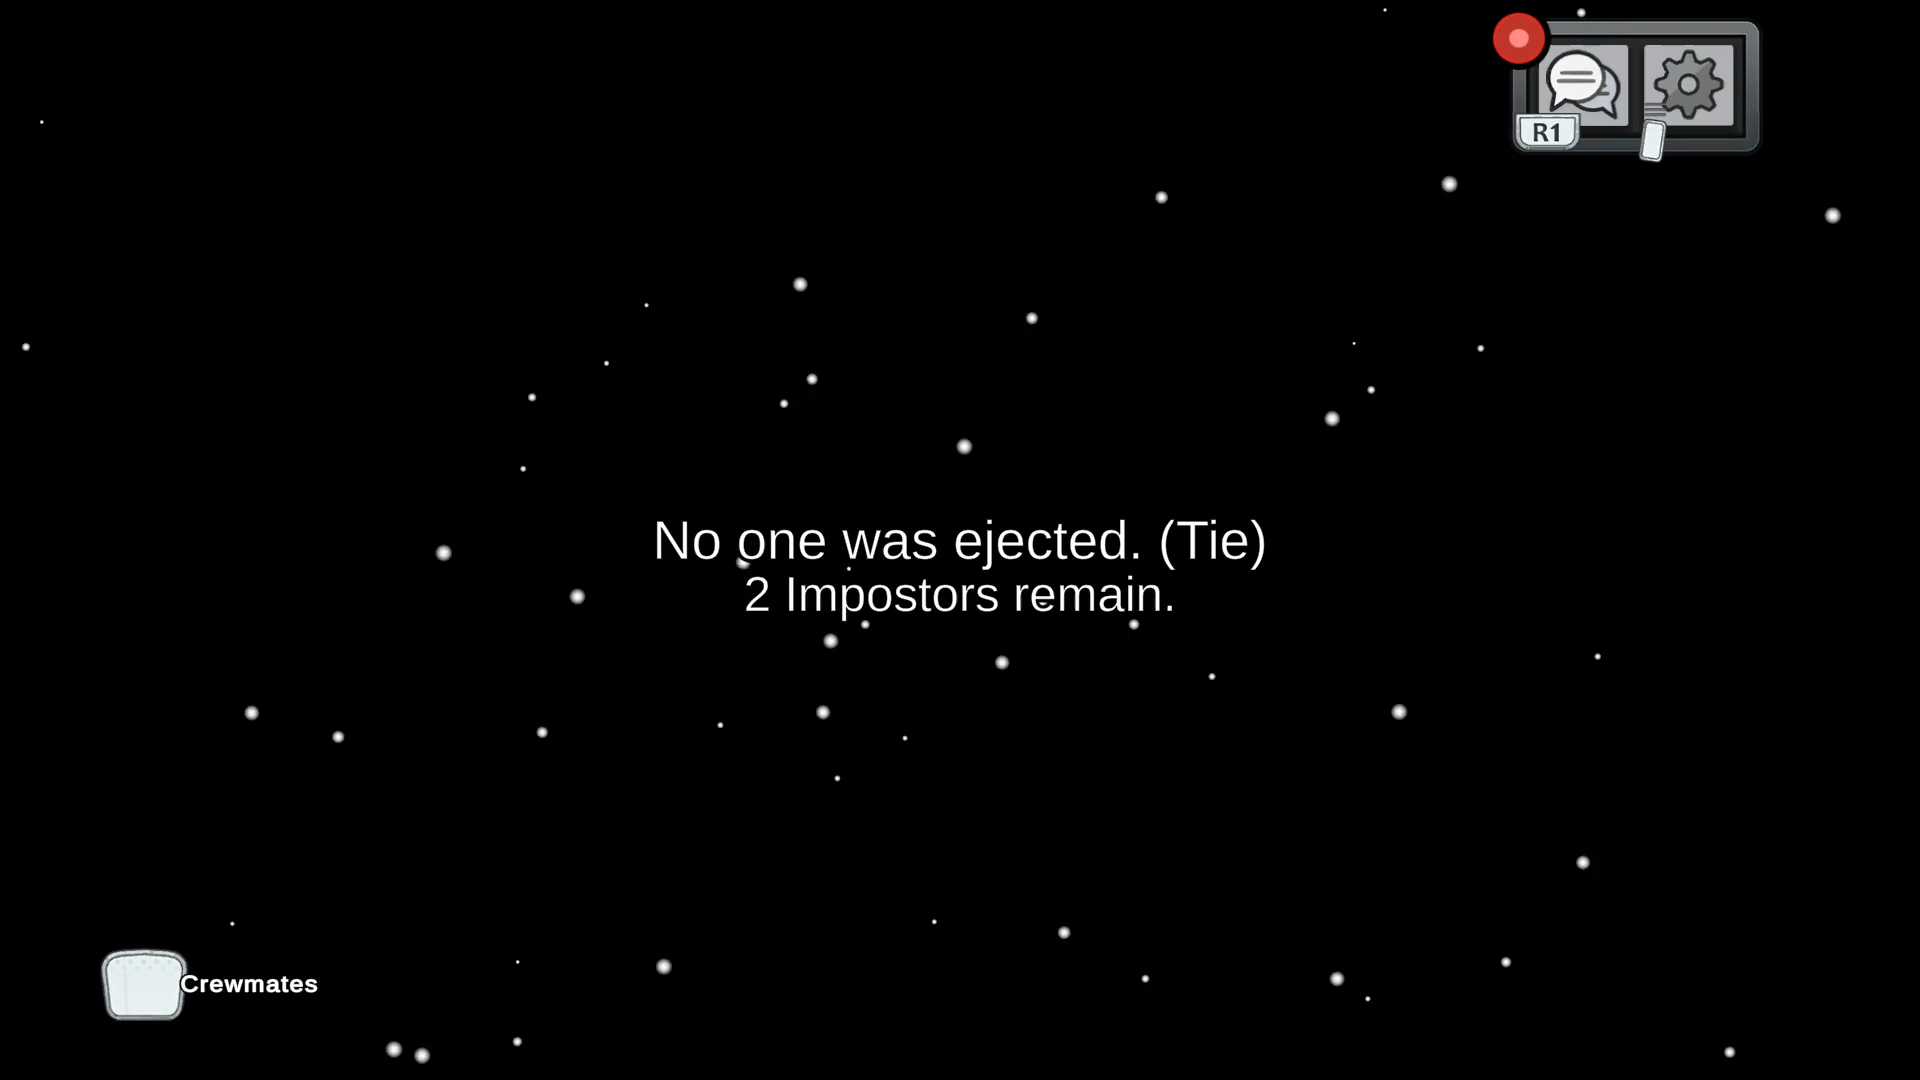 R1
No one was ejected. (Tie)
2 Impostors remain.
Crewmates